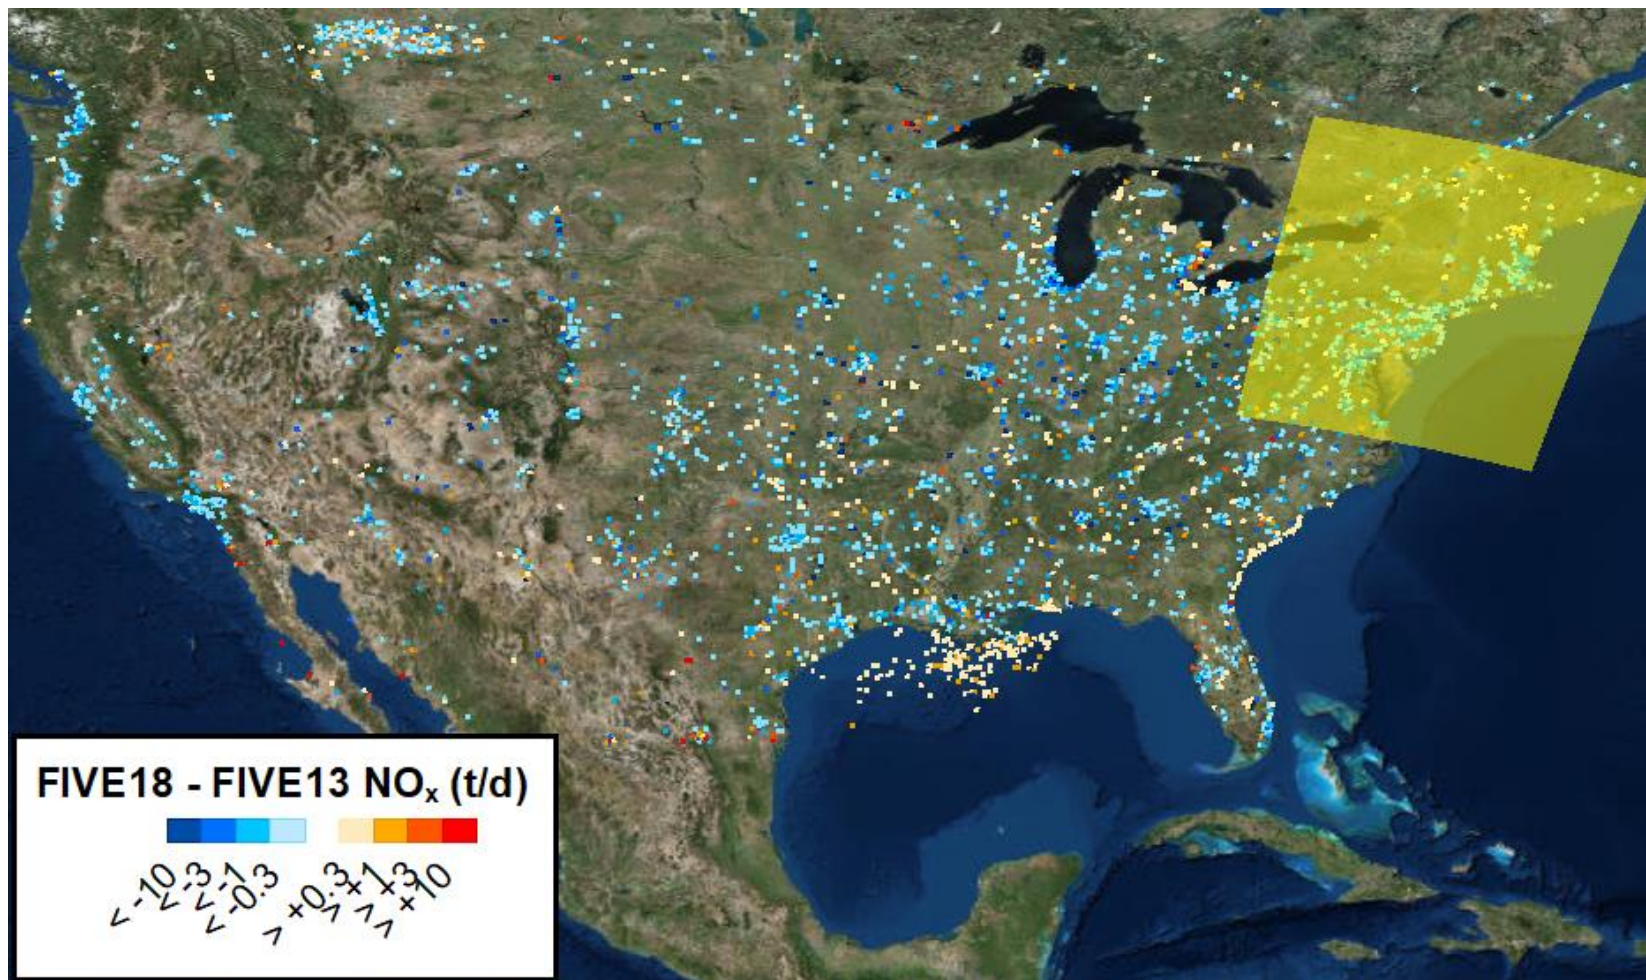 FIVE18 - FIVE13 NOₓ (t/d)
< -10 < -3 < -1 < -0.3 > +0.3 > +1 > +3 > +10